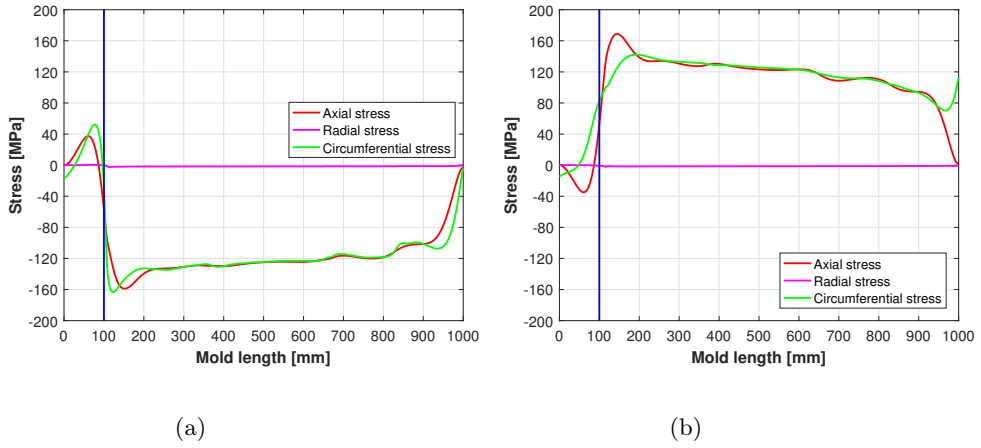 200
160
120
80
40
0
-40
-80
-120
-160
-200
Stress [MPa]
Axial stress
Radial stress
Circumferential stress
0 100 200 300 400 500 600 700 800 900 1000
Mold length [mm]
(a)
200
160
120
80
40
0
-40
-80
-120
-160
-200
Stress [MPa]
Axial stress
Radial stress
Circumferential stress
0 100 200 300 400 500 600 700 800 900 1000
Mold length [mm]
(b)